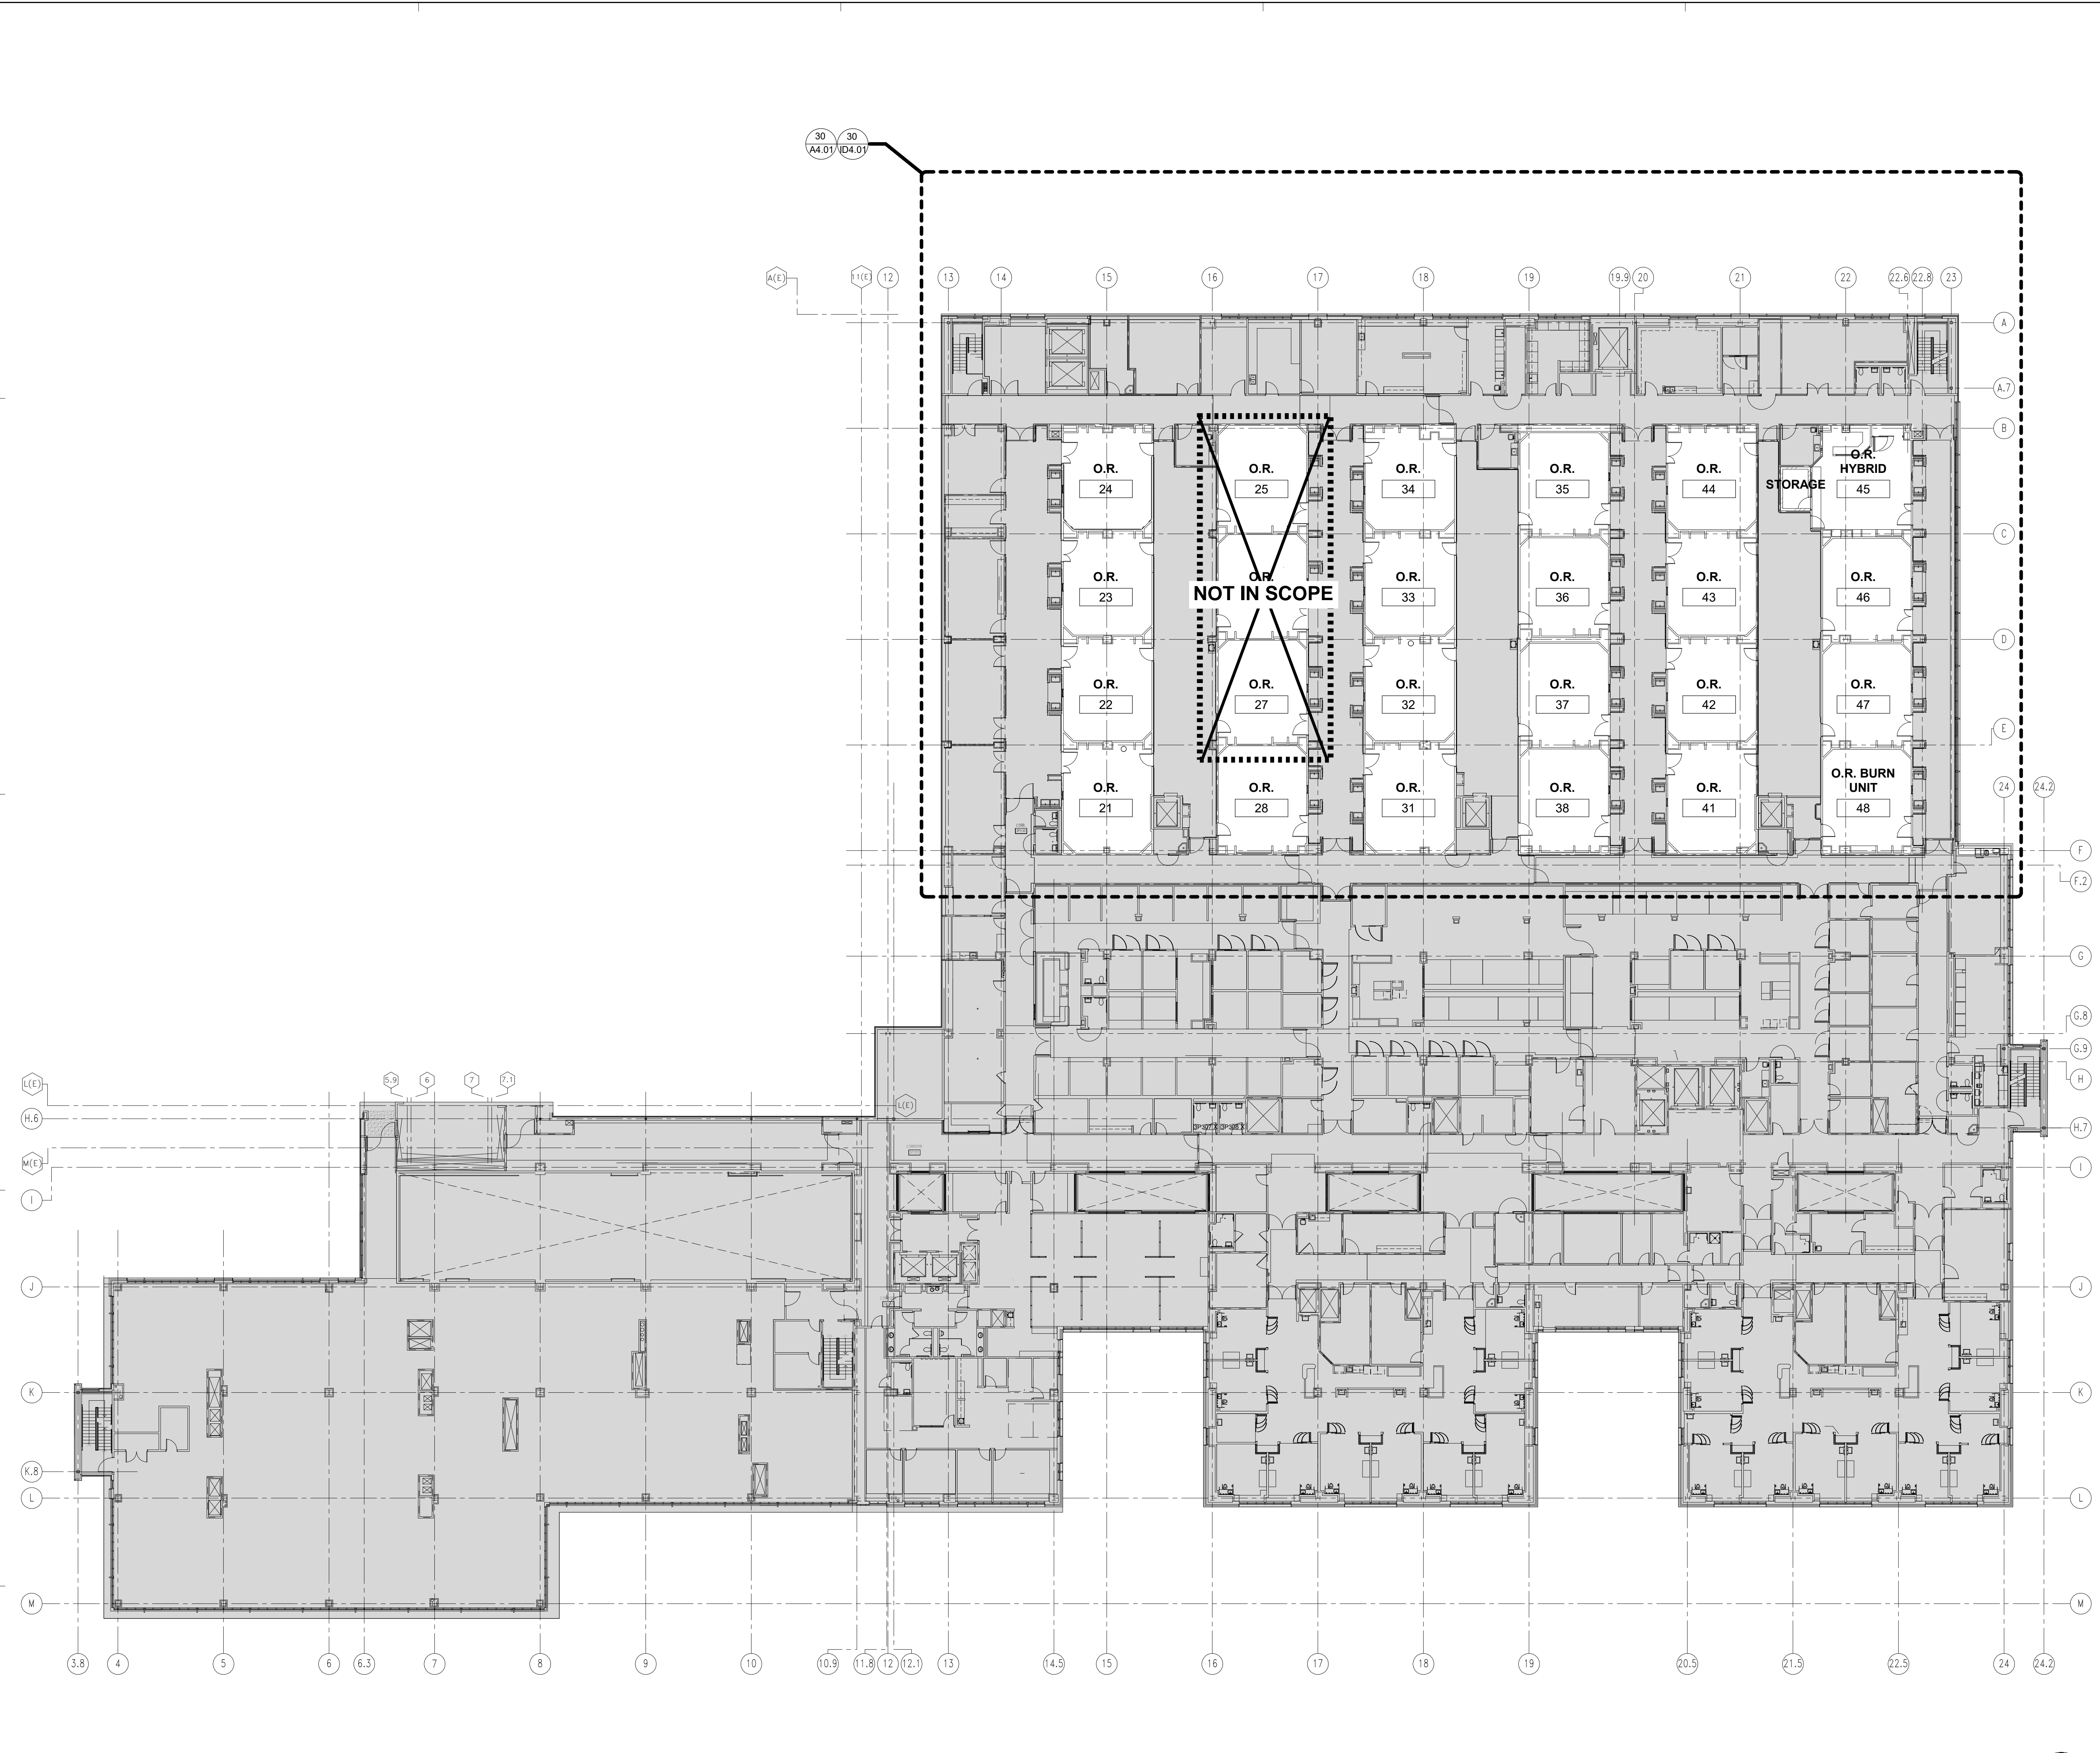 30 30
A4.01 ID4.01
A(E) 11(E) 12 13 14 15 16 17 18 19 19.9 20 21 22 22.6 22.8 23
A
A.7
B
O.R. O.R. O.R. O.R. O.R. O.R. HYBRID
24 25 34 35 44 45
STORAGE
C
O.R. O.R. O.R. O.R. O.R. O.R.
23 33 36 43 46
NOT IN SCOPE
D
O.R. O.R. O.R. O.R. O.R. O.R.
22 27 32 37 42 47
E
O.R. O.R. O.R. O.R. O.R. O.R. BURN UNIT
21 28 31 38 41 48
24 24.2
F
F.2
G
G.8
G.9
H
L(E) 5.9 6 7 7.1 L(E)
H.6 H.7
M(E)
I I
J J
K K
K.8
L L
M M
3.8 4 5 6 6.3 7 8 9 10 10.9 11.8 12 12.1 13 14.5 15 16 17 18 19 20.5 21.5 22.5 24 24.2